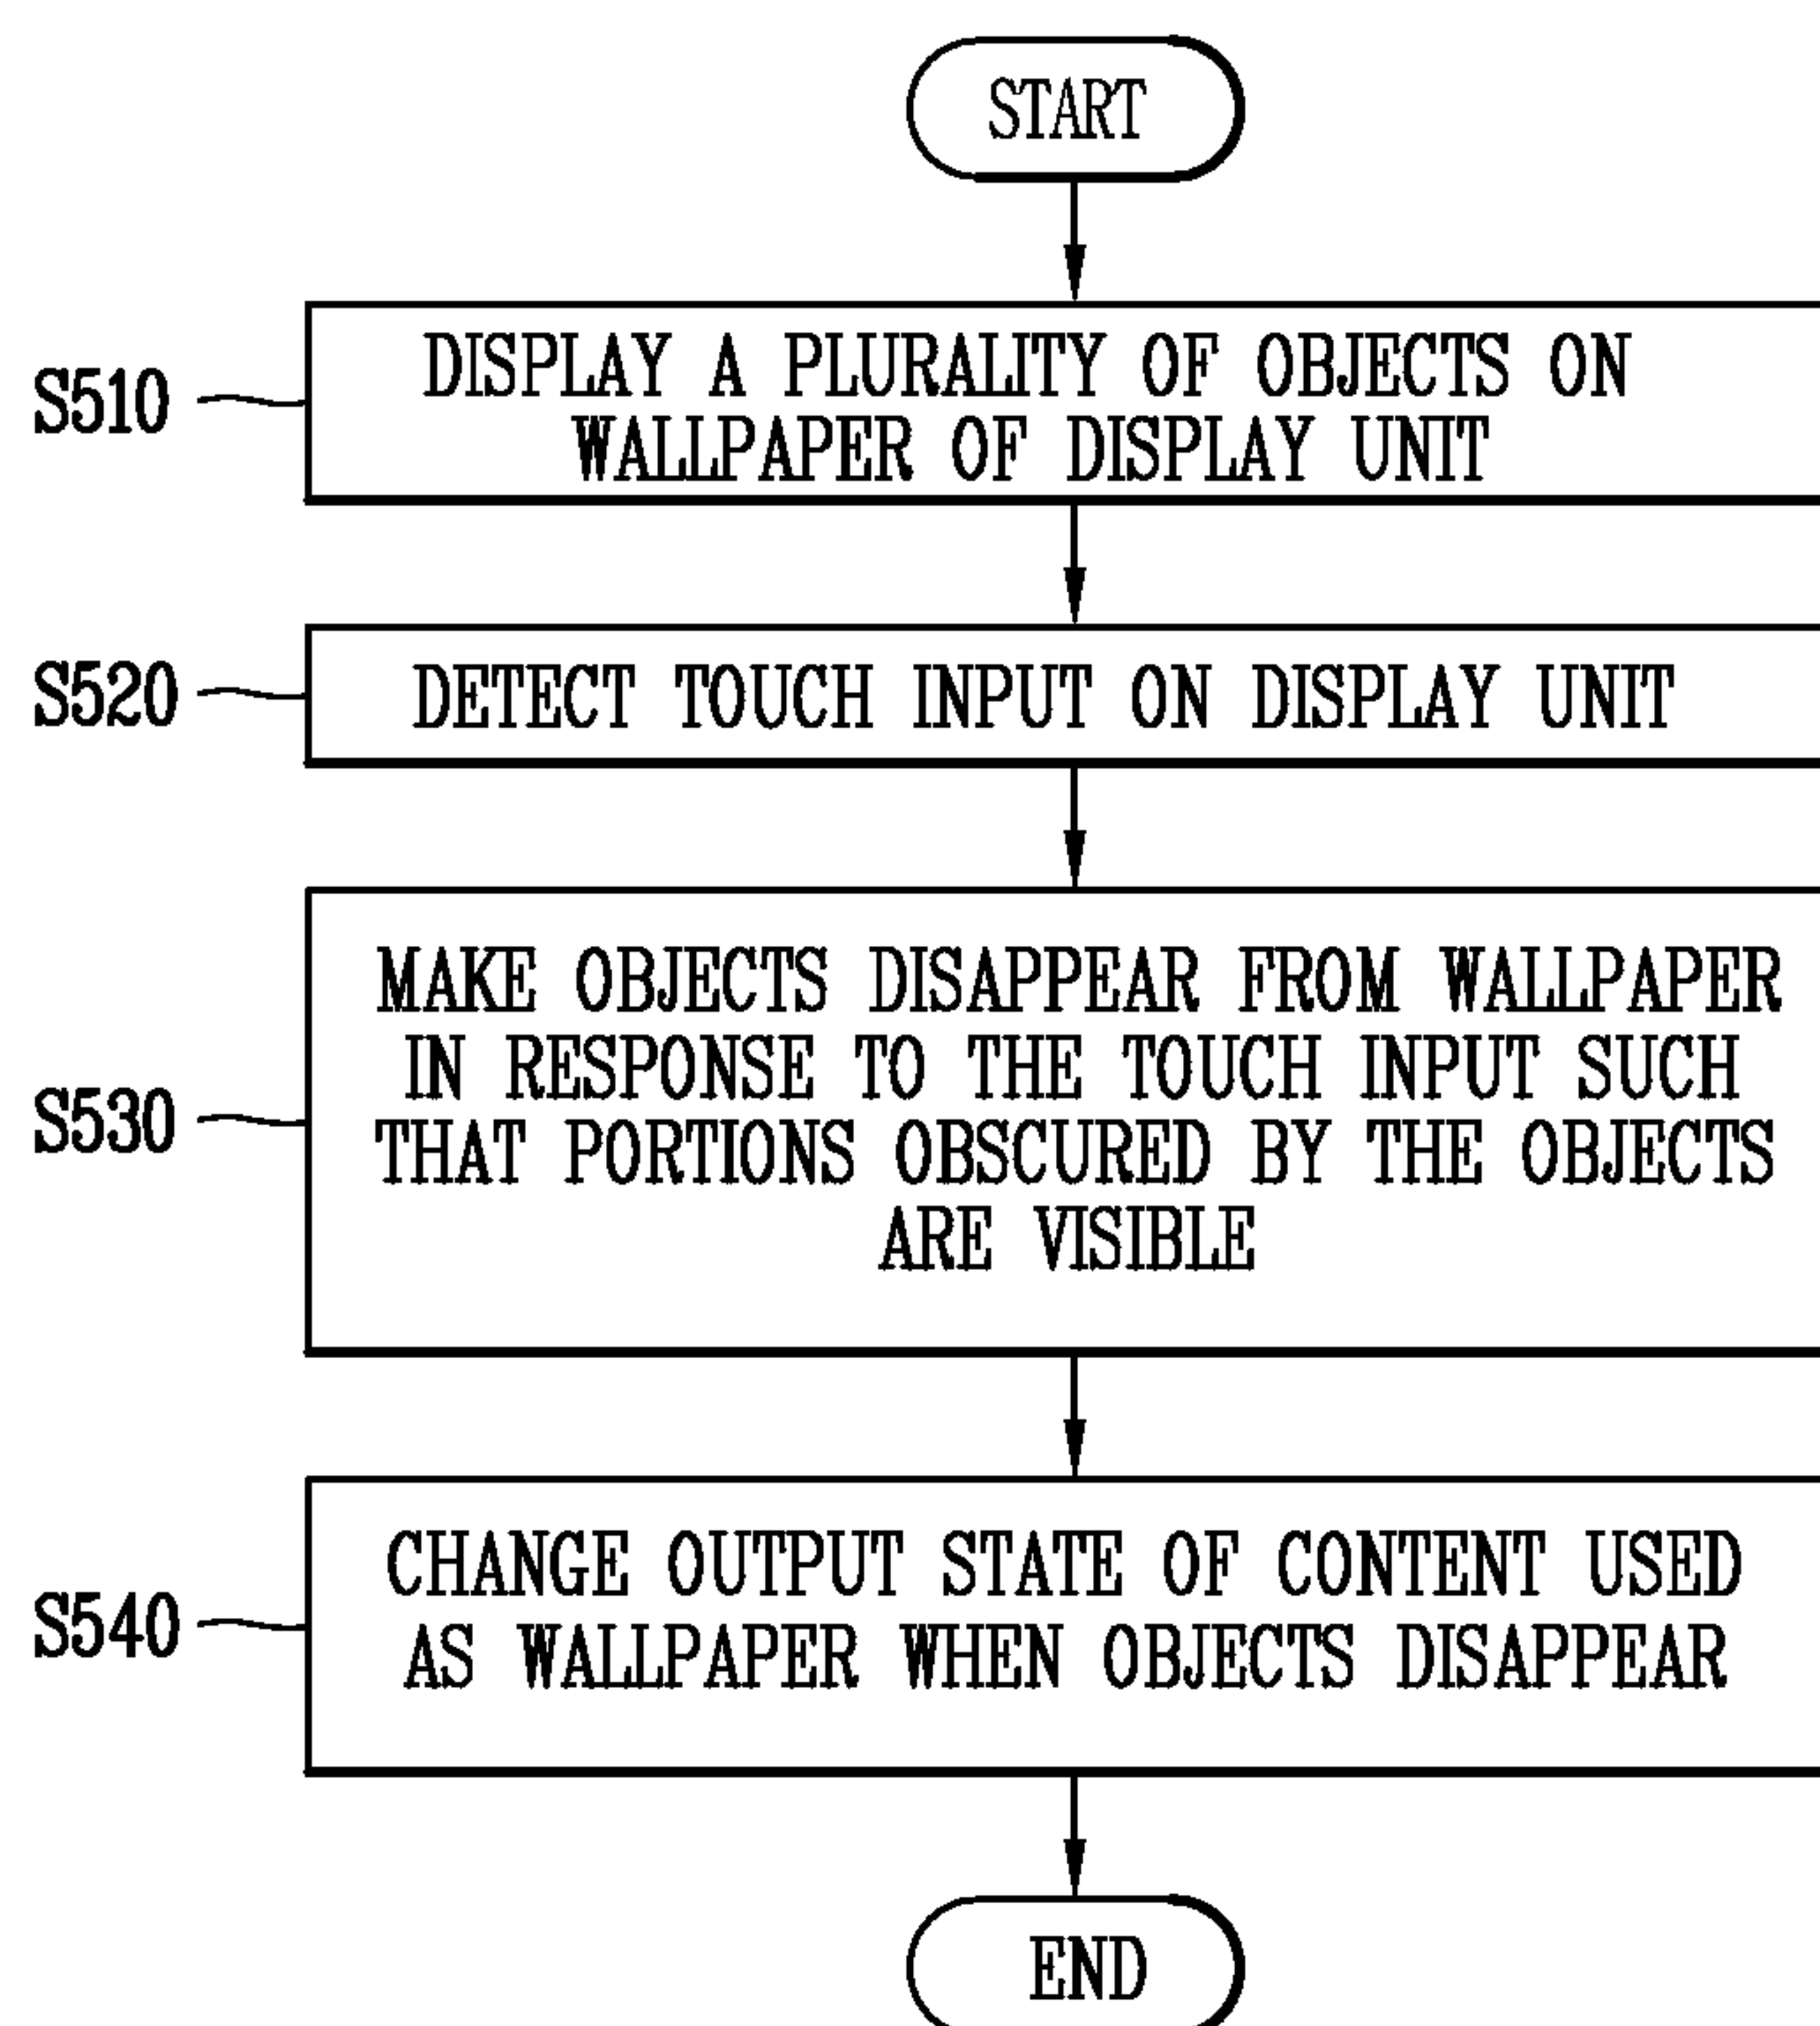 START
S510
DISPLAY A PLURALITY OF OBJECTS ON
WALLPAPER OF DISPLAY UNIT
S520
DETECT TOUCH INPUT ON DISPLAY UNIT
S530
MAKE OBJECTS DISAPPEAR FROM WALLPAPER
IN RESPONSE TO THE TOUCH INPUT SUCH
THAT PORTIONS OBSCURED BY THE OBJECTS
ARE VISIBLE
S540
CHANGE OUTPUT STATE OF CONTENT USED
AS WALLPAPER WHEN OBJECTS DISAPPEAR
END